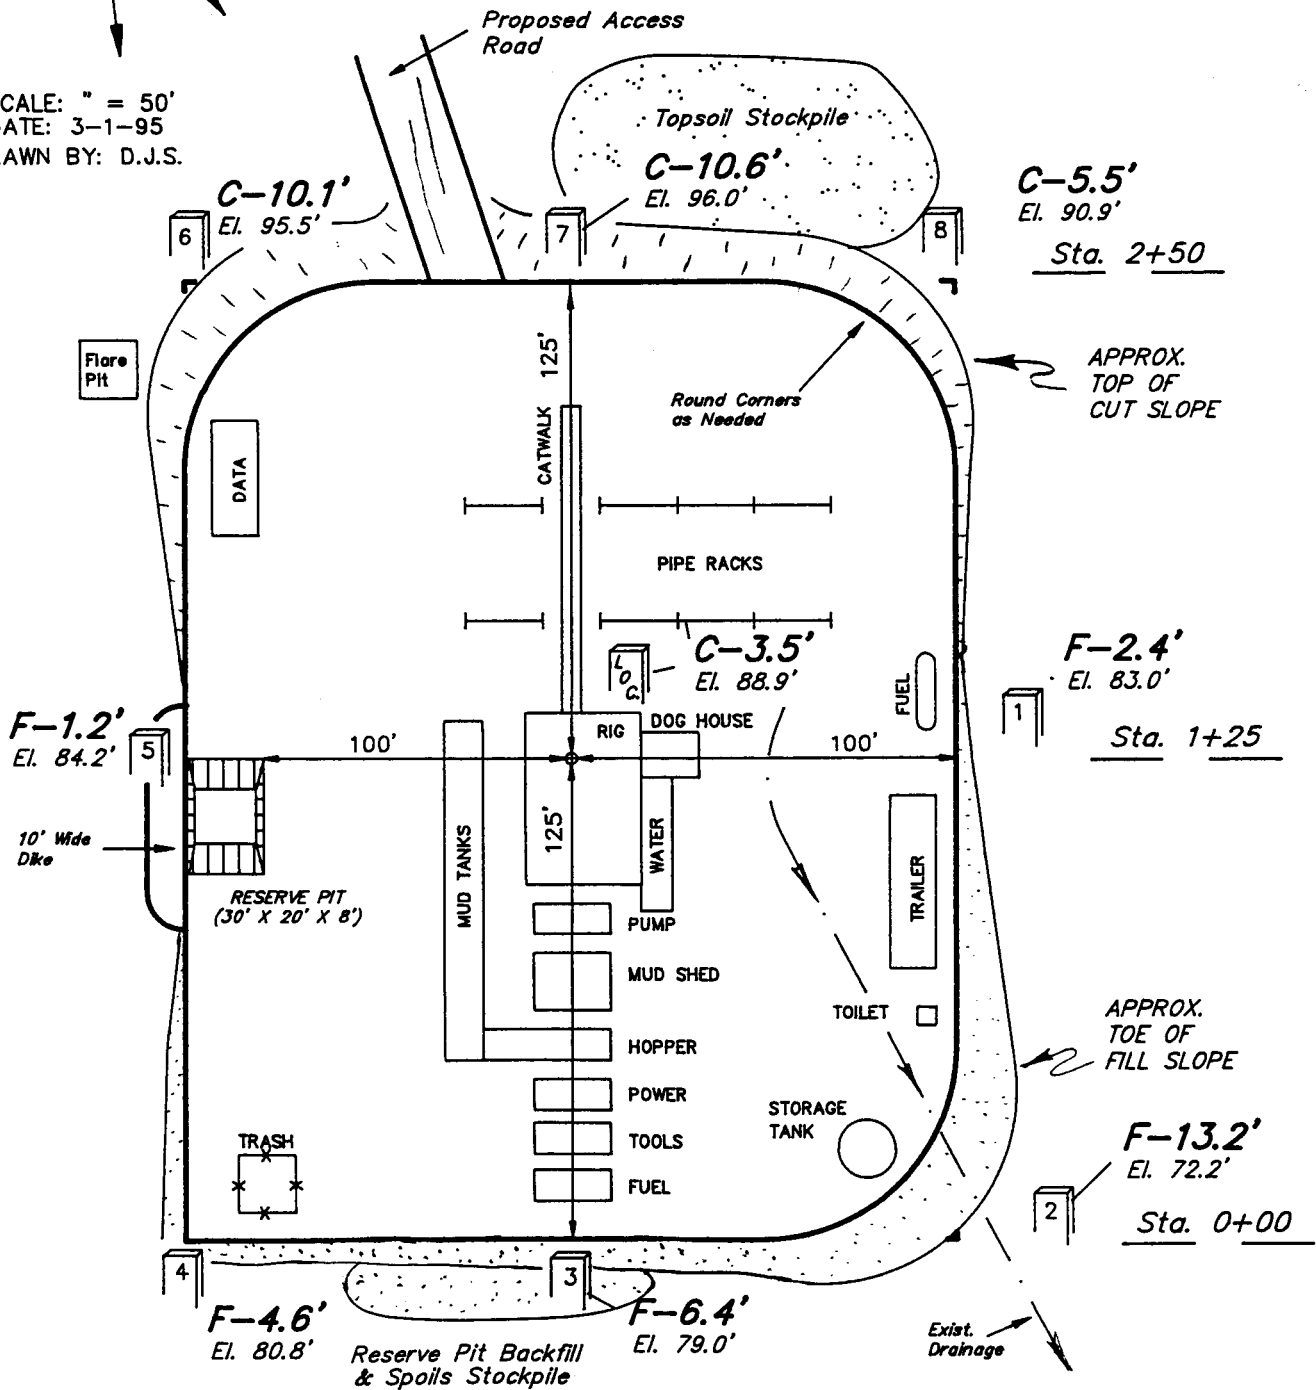 Proposed Access
Road
CALE: " = 50'
ATE: 3-1-95
AWN BY: D.J.S.
Topsoil Stockpile
C-10.1'
El. 95.5'
6
C-10.6'
El. 96.0'
7
C-5.5'
El. 90.9'
8
Sta. 2+50
Flare
Pit
125'
Round Corners
as Needed
APPROX.
TOP OF
CUT SLOPE
CATWALK
DATA
PIPE RACKS
C-3.5'
El. 88.9'
LOC.
F-2.4'
El. 83.0'
1
FUEL
F-1.2'
El. 84.2'
5
RIG
DOG HOUSE
100'
100'
Sta. 1+25
10' Wide
Dike
125'
MUD TANKS
WATER
TRAILER
RESERVE PIT
(30' X 20' X 8')
PUMP
MUD SHED
TOILET
HOPPER
APPROX.
TOE OF
FILL SLOPE
POWER
STORAGE
TANK
TRASH
TOOLS
FUEL
F-13.2'
El. 72.2'
2
Sta. 0+00
4
3
F-4.6'
El. 80.8'
F-6.4'
El. 79.0'
Reserve Pit Backfill
& Spoils Stockpile
Exist.
Drainage